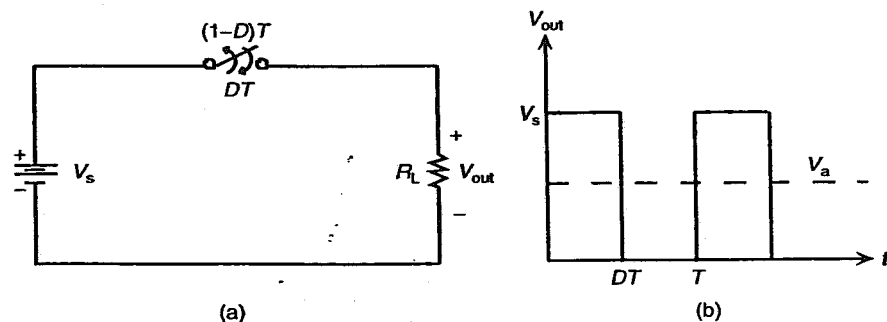 (1–D)T
DT
+
–
V_s
R_L
+
V_out
–
(a)
V_out
V_s
V_a
DT
T
t
(b)